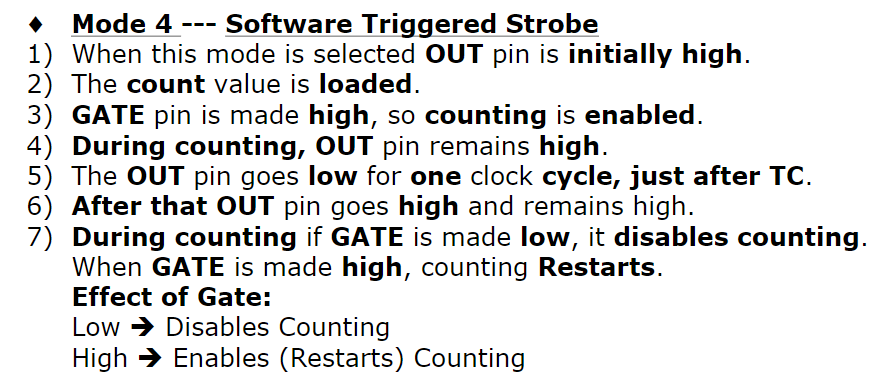 ♦ Mode 4 --- Software Triggered Strobe
1) When this mode is selected OUT pin is initially high.
2) The count value is loaded.
3) GATE pin is made high, so counting is enabled.
4) During counting, OUT pin remains high.
5) The OUT pin goes low for one clock cycle, just after TC.
6) After that OUT pin goes high and remains high.
7) During counting if GATE is made low, it disables counting.
When GATE is made high, counting Restarts.
Effect of Gate:
Low ➔ Disables Counting
High ➔ Enables (Restarts) Counting